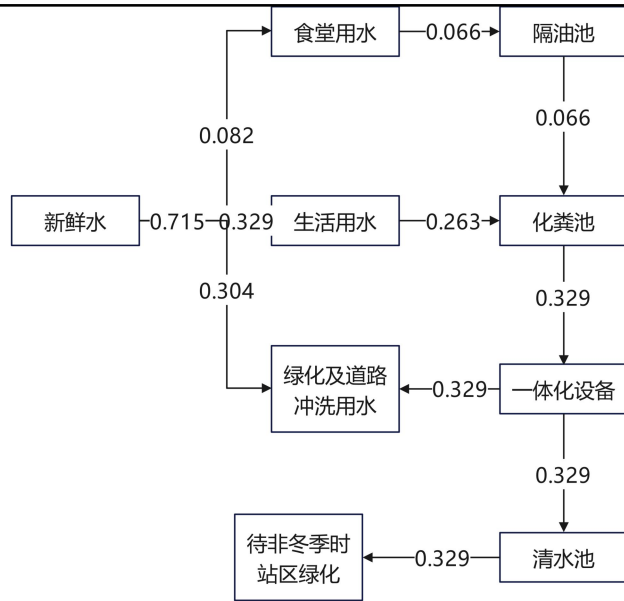 食堂用水
0.066
隔油池
0.082
0.066
新鲜水
0.715
0.329
生活用水
0.263
化粪池
0.304
0.329
绿化及道路
冲洗用水
0.329
一体化设备
0.329
待非冬季时
站区绿化
0.329
清水池